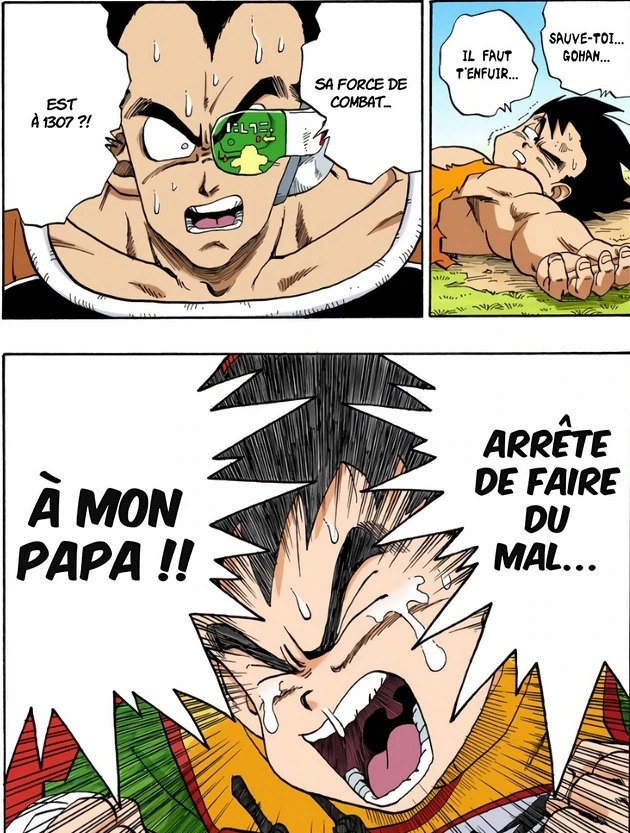 SAUVE-TOI...
GOHAN...
IL FAUT
T'ENFUIR...
SA FORCE DE
COMBAT...
EST
À 1307 ?!
ARRÊTE
DE FAIRE
DU
MAL...
À MON
PAPA !!